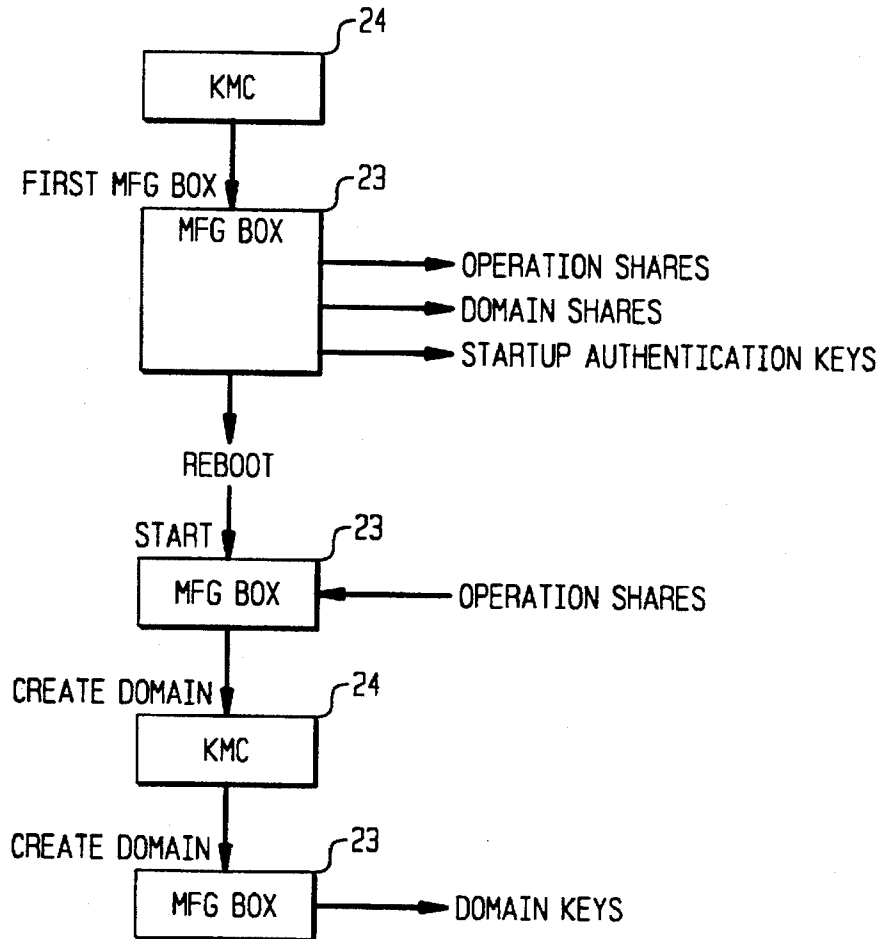 24
KMC
FIRST MFG BOX
23
MFG BOX
OPERATION SHARES
DOMAIN SHARES
STARTUP AUTHENTICATION KEYS
REBOOT
START
23
MFG BOX
OPERATION SHARES
CREATE DOMAIN
24
KMC
CREATE DOMAIN
23
MFG BOX
DOMAIN KEYS